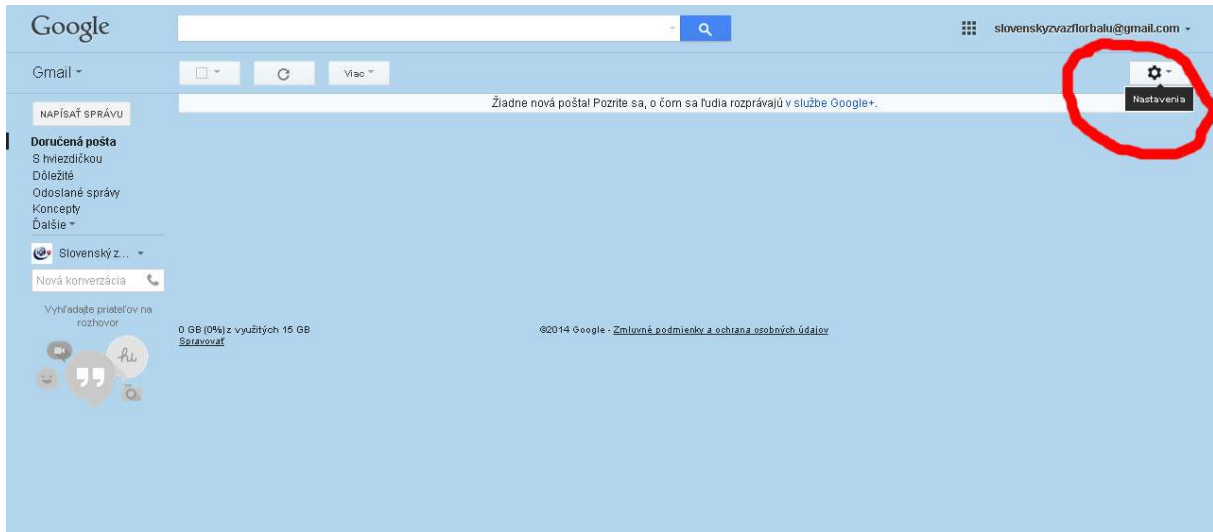 Google
slovenskyzvazflorbalu@gmail.com
Gmail
Viac
Nastavenia
Žiadne nová pošta! Pozrite sa, o čom sa ľudia rozprávajú v službe Google+.
NAPÍSAŤ SPRÁVU
Doručená pošta
S hviezdičkou
Dôležité
Odoslané správy
Koncepty
Ďalšie
Slovenský z...
Nová konverzácia
Vyhľadajte priateľov na
rozhovor
hi
0 GB (0%) z využitých 15 GB
Spravovať
©2014 Google - Zmluvné podmienky a ochrana osobných údajov